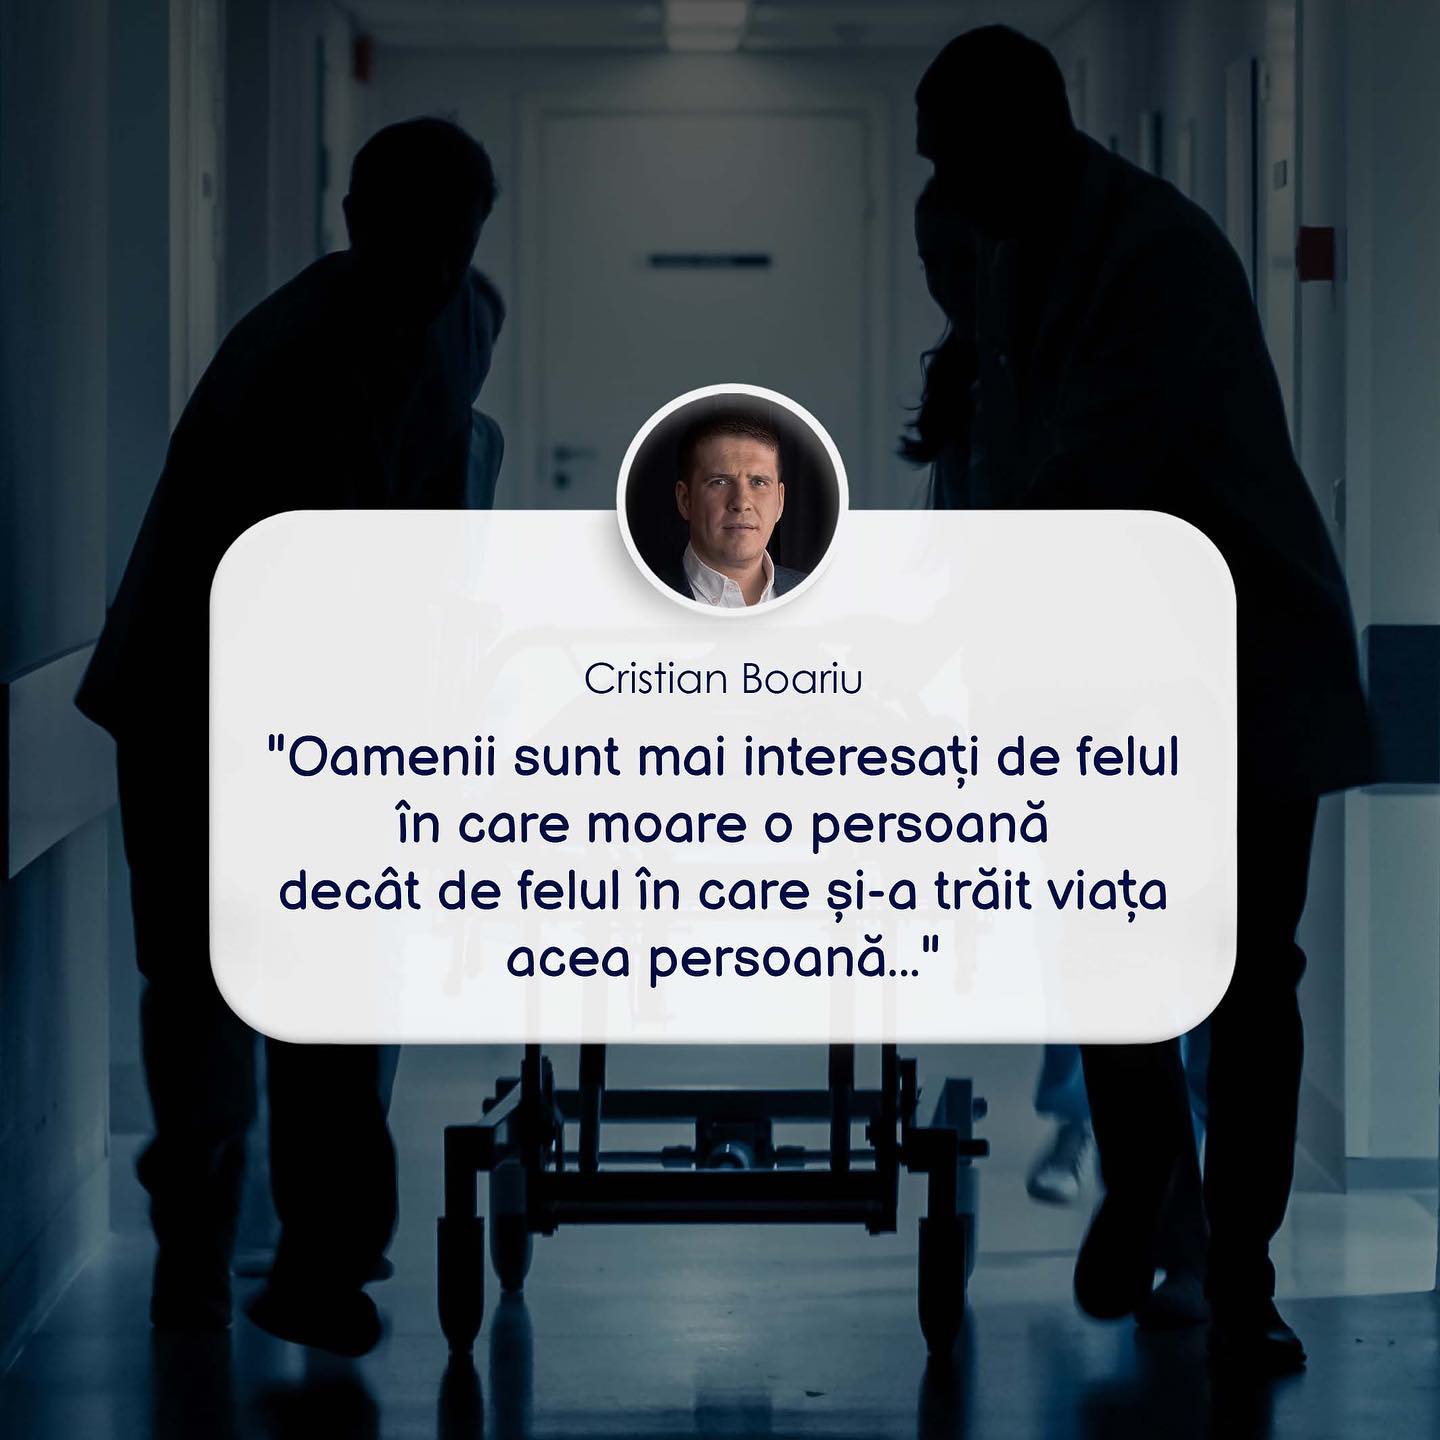 Cristian Boariu
"Oamenii sunt mai interesați de felul
în care moare o persoană
decât de felul în care și-a trăit viața
acea persoană..."